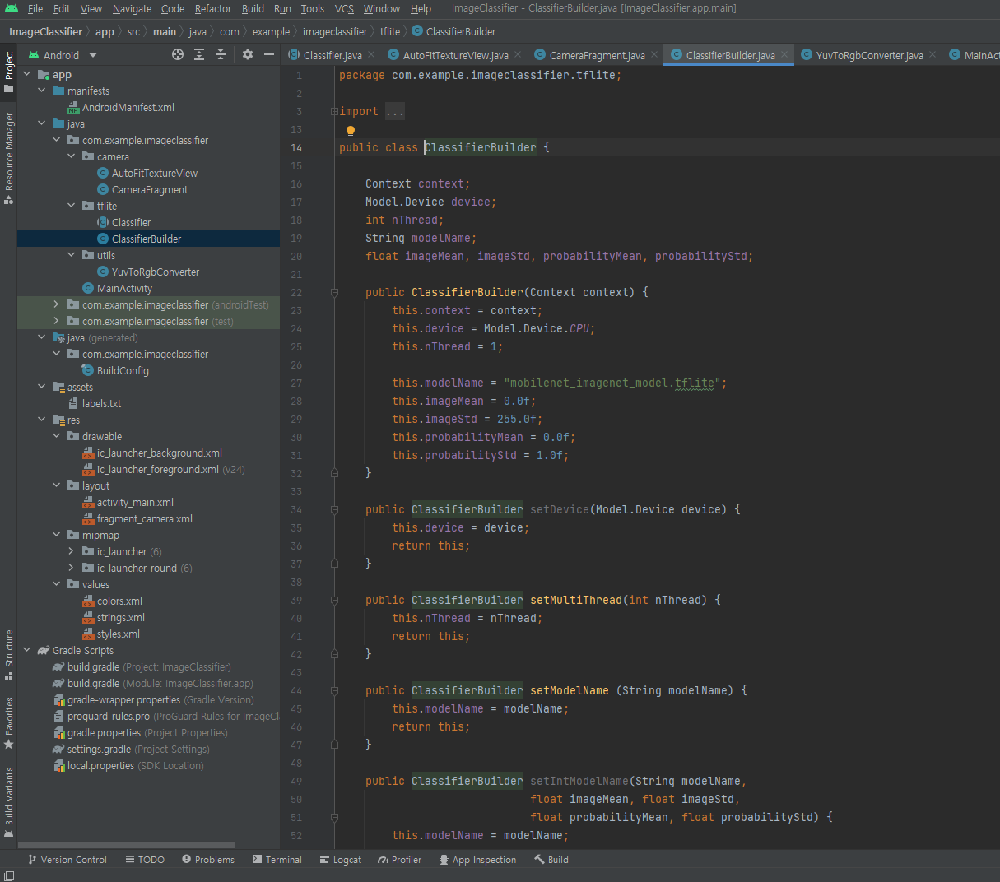 File Edit View Navigate Code Refactor Build Run Tools VCS Window Help ImageClassifier - ClassifierBuilder.java [ImageClassifier.app.main]
ImageClassifier app src main java com example imageclassifier tflite ClassifierBuilder
Project
Resource Manager
Structure
Favorites
Build Variants
Android
app
manifests
AndroidManifest.xml
java
com.example.imageclassifier
camera
AutoFitTextureView
CameraFragment
tflite
Classifier
ClassifierBuilder
utils
YuvToRgbConverter
MainActivity
com.example.imageclassifier (androidTest)
com.example.imageclassifier (test)
java (generated)
com.example.imageclassifier
BuildConfig
assets
labels.txt
res
drawable
ic_launcher_background.xml
ic_launcher_foreground.xml (v24)
layout
activity_main.xml
fragment_camera.xml
mipmap
ic_launcher (6)
ic_launcher_round (6)
values
colors.xml
strings.xml
styles.xml
Gradle Scripts
build.gradle (Project: ImageClassifier)
build.gradle (Module: ImageClassifier.app)
gradle-wrapper.properties (Gradle Version)
proguard-rules.pro (ProGuard Rules for ImageCl
gradle.properties (Project Properties)
settings.gradle (Project Settings)
local.properties (SDK Location)
Classifier.java AutoFitTextureView.java CameraFragment.java ClassifierBuilder.java YuvToRgbConverter.java MainAct
1 package com.example.imageclassifier.tflite;
2
3 import ...
13
14 public class ClassifierBuilder {
15
16 Context context;
17 Model.Device device;
18 int nThread;
19 String modelName;
20 float imageMean, imageStd, probabilityMean, probabilityStd;
21
22 public ClassifierBuilder(Context context) {
23 this.context = context;
24 this.device = Model.Device.CPU;
25 this.nThread = 1;
26
27 this.modelName = "mobilenet_imagenet_model.tflite";
28 this.imageMean = 0.0f;
29 this.imageStd = 255.0f;
30 this.probabilityMean = 0.0f;
31 this.probabilityStd = 1.0f;
32 }
33
34 public ClassifierBuilder setDevice(Model.Device device) {
35 this.device = device;
36 return this;
37 }
38
39 public ClassifierBuilder setMultiThread(int nThread) {
40 this.nThread = nThread;
41 return this;
42 }
43
44 public ClassifierBuilder setModelName (String modelName) {
45 this.modelName = modelName;
46 return this;
47 }
48
49 public ClassifierBuilder setIntModelName(String modelName,
50 float imageMean, float imageStd,
51 float probabilityMean, float probabilityStd) {
52 this.modelName = modelName;
Version Control TODO Problems Terminal Logcat Profiler App Inspection Build